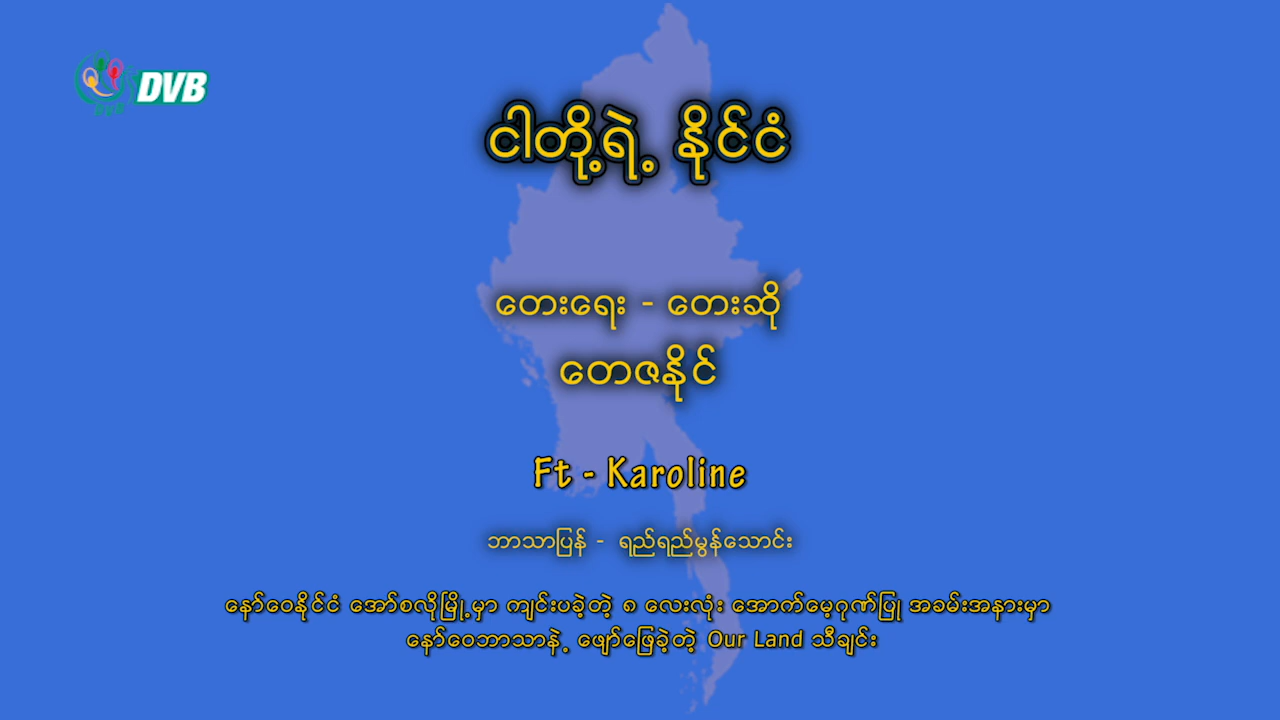 DVB
ငါတို့ရဲ့ နိုင်ငံ
တေးရေး - တေးဆို
တေဇနိုင်
Ft - Karoline
ဘာသာပြန် - ရည်ရည်မွန်သောင်း
နော်ဝေနိုင်ငံ အော်စလိုမြို့မှာ ကျင်းပခဲ့တဲ့ ၈ လေးလုံး အောက်မေ့ဂုဏ်ပြု အခမ်းအနားမှာ
နော်ဝေဘာသာနဲ့ ဖျော်ဖြေခဲ့တဲ့ Our Land သီချင်း